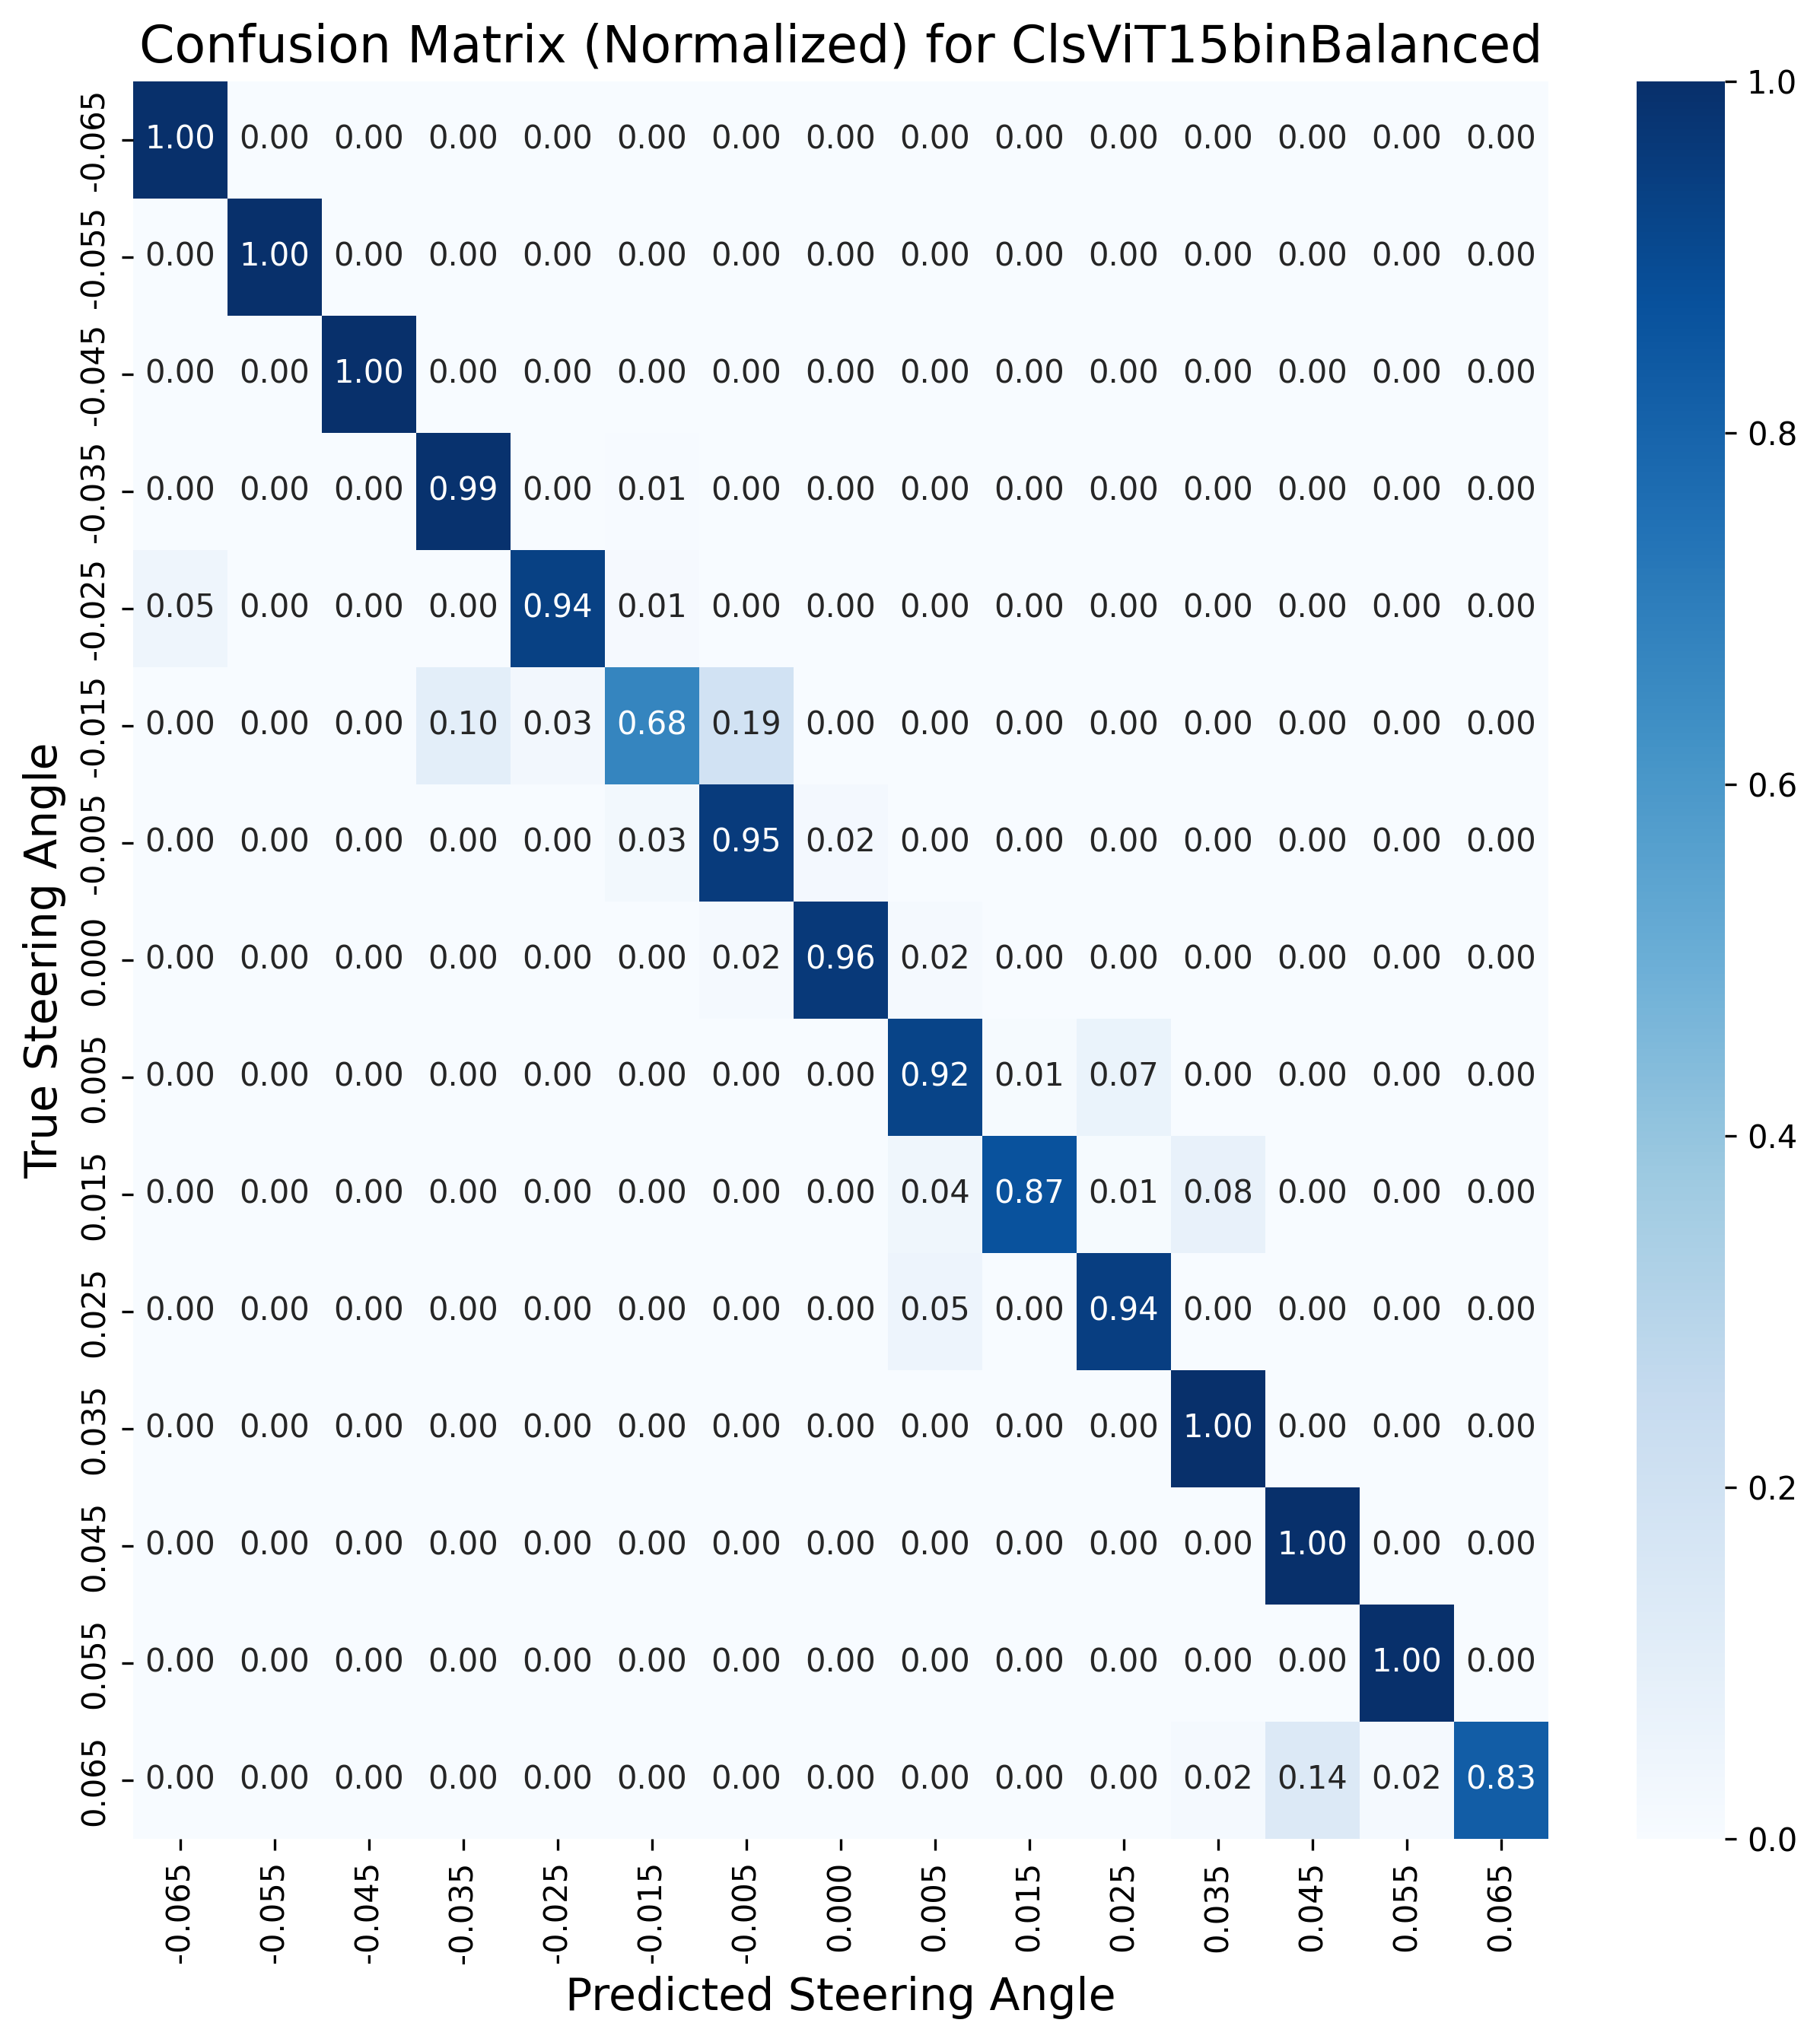 Confusion Matrix (Normalized) for ClsViT15binBalanced
True Steering Angle
-0.065 1.00 0.00 0.00 0.00 0.00 0.00 0.00 0.00 0.00 0.00 0.00 0.00 0.00 0.00 0.00
-0.055 0.00 1.00 0.00 0.00 0.00 0.00 0.00 0.00 0.00 0.00 0.00 0.00 0.00 0.00 0.00
-0.045 0.00 0.00 1.00 0.00 0.00 0.00 0.00 0.00 0.00 0.00 0.00 0.00 0.00 0.00 0.00
-0.035 0.00 0.00 0.00 0.99 0.00 0.01 0.00 0.00 0.00 0.00 0.00 0.00 0.00 0.00 0.00
-0.025 0.05 0.00 0.00 0.00 0.94 0.01 0.00 0.00 0.00 0.00 0.00 0.00 0.00 0.00 0.00
-0.015 0.00 0.00 0.00 0.10 0.03 0.68 0.19 0.00 0.00 0.00 0.00 0.00 0.00 0.00 0.00
-0.005 0.00 0.00 0.00 0.00 0.00 0.03 0.95 0.02 0.00 0.00 0.00 0.00 0.00 0.00 0.00
0.000 0.00 0.00 0.00 0.00 0.00 0.00 0.02 0.96 0.02 0.00 0.00 0.00 0.00 0.00 0.00
0.005 0.00 0.00 0.00 0.00 0.00 0.00 0.00 0.00 0.92 0.01 0.07 0.00 0.00 0.00 0.00
0.015 0.00 0.00 0.00 0.00 0.00 0.00 0.00 0.00 0.04 0.87 0.01 0.08 0.00 0.00 0.00
0.025 0.00 0.00 0.00 0.00 0.00 0.00 0.00 0.00 0.05 0.00 0.94 0.00 0.00 0.00 0.00
0.035 0.00 0.00 0.00 0.00 0.00 0.00 0.00 0.00 0.00 0.00 0.00 1.00 0.00 0.00 0.00
0.045 0.00 0.00 0.00 0.00 0.00 0.00 0.00 0.00 0.00 0.00 0.00 0.00 1.00 0.00 0.00
0.055 0.00 0.00 0.00 0.00 0.00 0.00 0.00 0.00 0.00 0.00 0.00 0.00 0.00 1.00 0.00
0.065 0.00 0.00 0.00 0.00 0.00 0.00 0.00 0.00 0.00 0.00 0.00 0.02 0.14 0.02 0.83
-0.065 -0.055 -0.045 -0.035 -0.025 -0.015 -0.005 0.000 0.005 0.015 0.025 0.035 0.045 0.055 0.065
Predicted Steering Angle
1.0
0.8
0.6
0.4
0.2
0.0